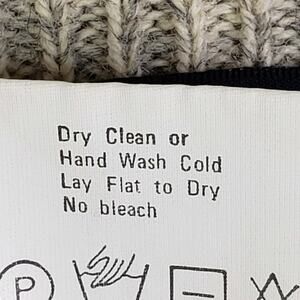 Dry Clean or
Hand Wash Cold
Lay Flat to Dry
No bleach
P